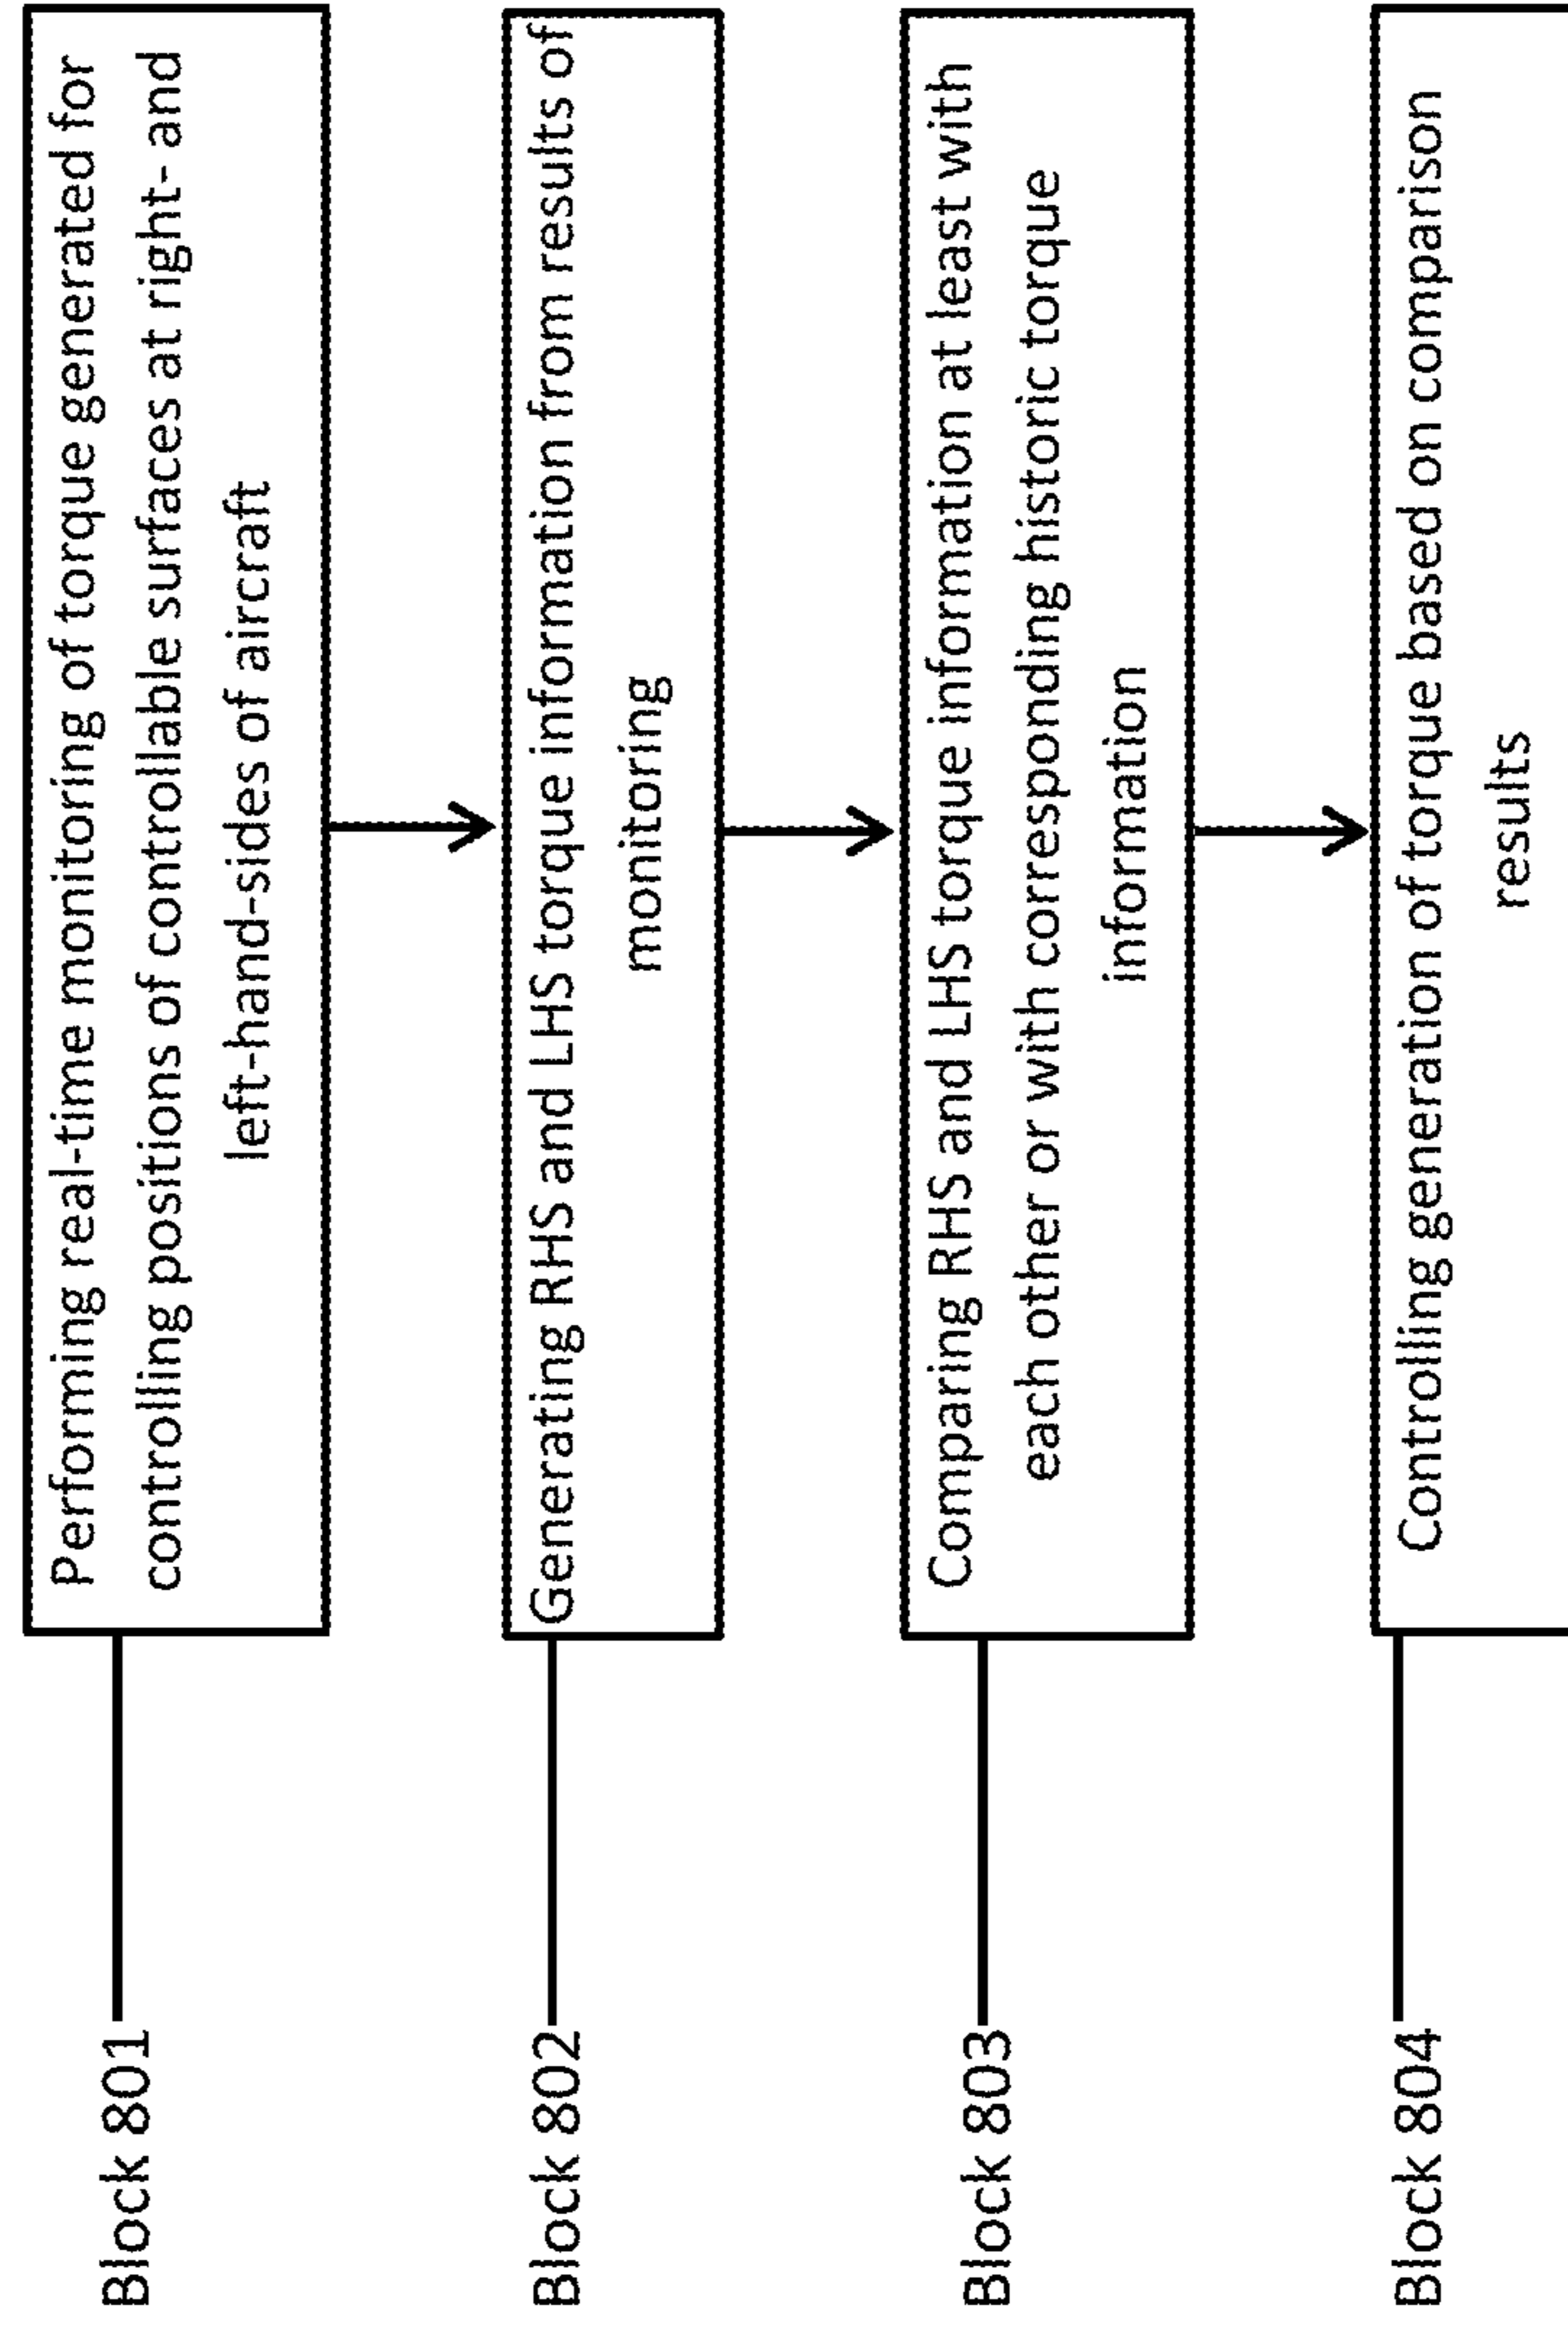 Block 801
Performing real-time monitoring of torque generated for
controlling positions of controllable surfaces at right- and
left-hand-sides of aircraft
Block 802
Generating RHS and LHS torque information from results of
monitoring
Block 803
Comparing RHS and LHS torque information at least with
each other or with corresponding historic torque
information
Block 804
Controlling generation of torque based on comparison
results